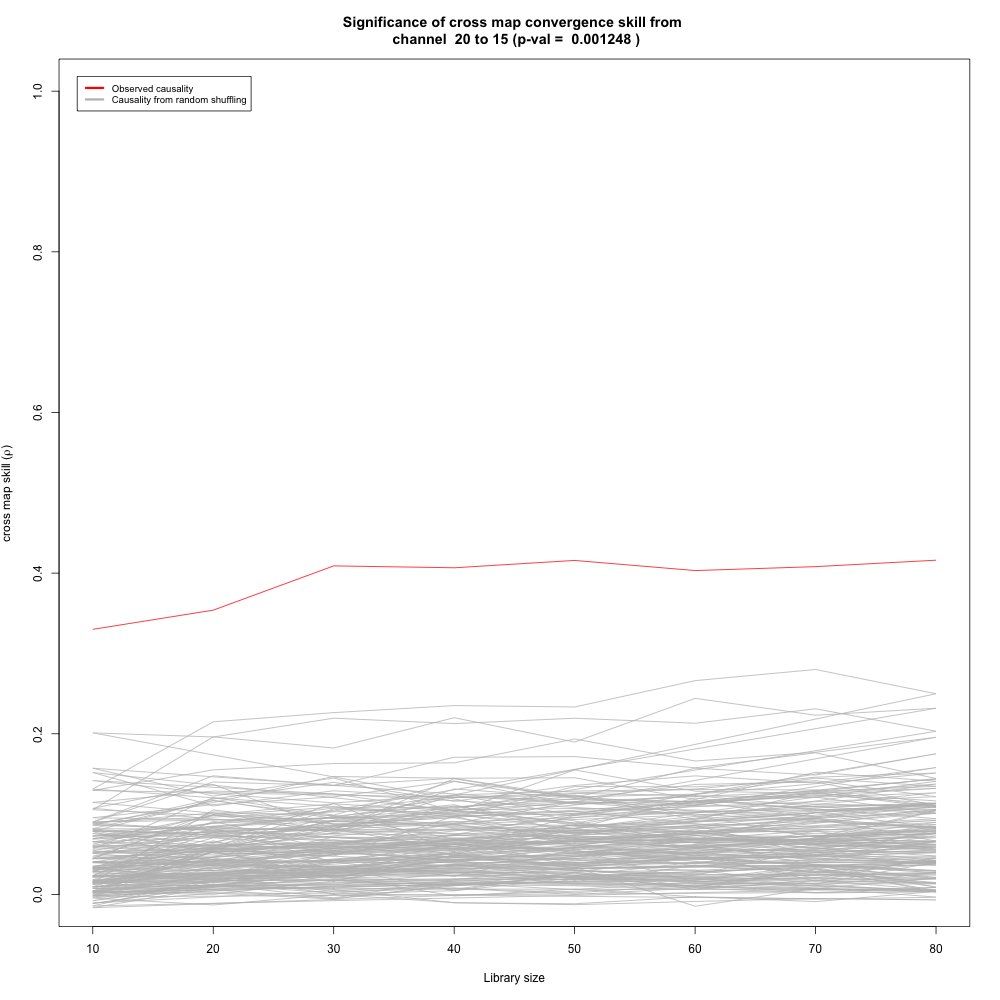 Significance of cross map convergence skill from
channel  20 to 15 (p-val =  0.001248 )
Observed causality
Causality from random shuffling
1.0
0.8
0.6
0.4
0.2
0.0
cross map skill (ρ)
10 20 30 40 50 60 70 80
Library size